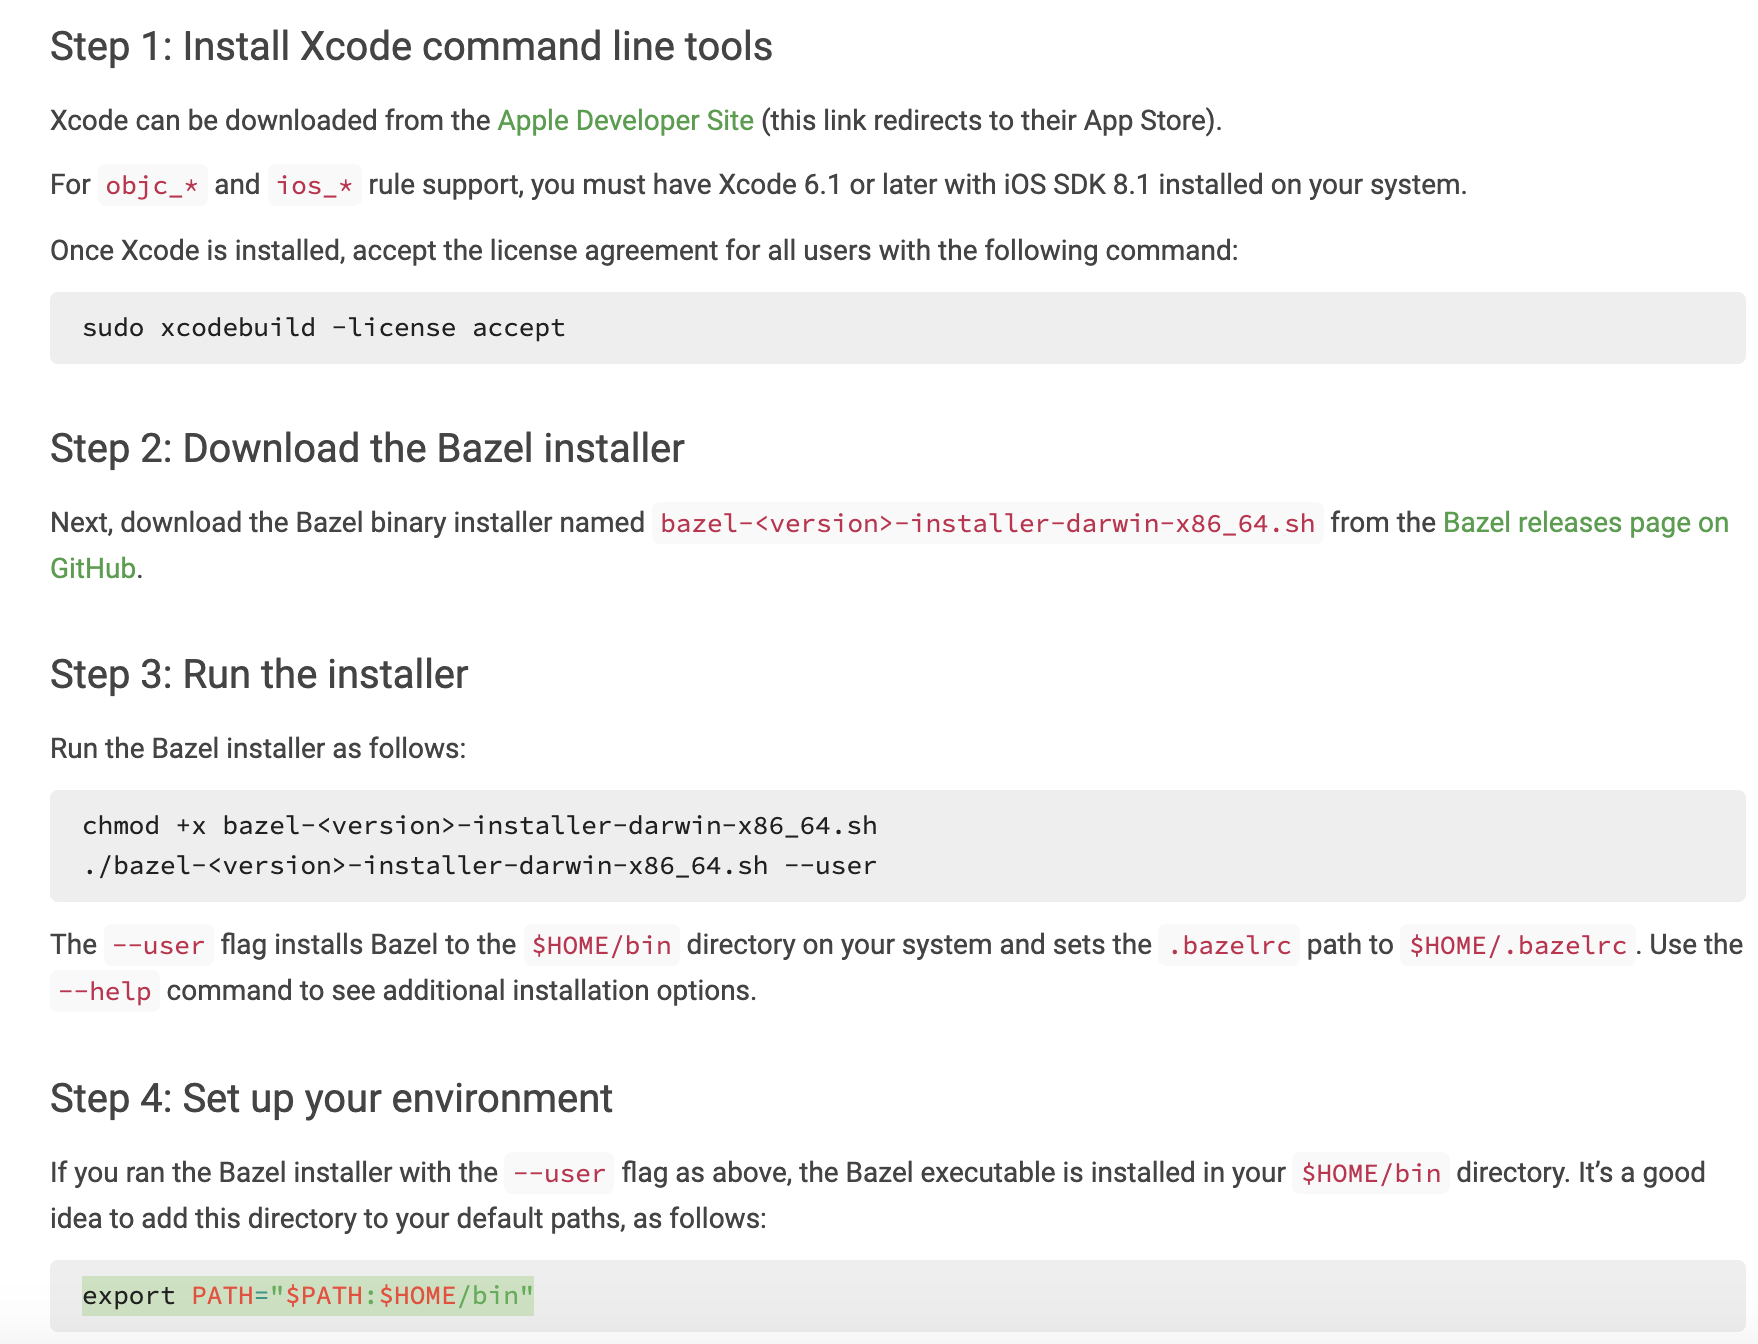 Step 1: Install Xcode command line tools
Xcode can be downloaded from the Apple Developer Site (this link redirects to their App Store).
For objc_* and ios_* rule support, you must have Xcode 6.1 or later with iOS SDK 8.1 installed on your system.
Once Xcode is installed, accept the license agreement for all users with the following command:
sudo xcodebuild -license accept
Step 2: Download the Bazel installer
Next, download the Bazel binary installer named bazel-<version>-installer-darwin-x86_64.sh from the Bazel releases page on
GitHub.
Step 3: Run the installer
Run the Bazel installer as follows:
chmod +x bazel-<version>-installer-darwin-x86_64.sh
./bazel-<version>-installer-darwin-x86_64.sh --user
The --user flag installs Bazel to the $HOME/bin directory on your system and sets the .bazelrc path to $HOME/.bazelrc. Use the
--help command to see additional installation options.
Step 4: Set up your environment
If you ran the Bazel installer with the --user flag as above, the Bazel executable is installed in your $HOME/bin directory. It’s a good
idea to add this directory to your default paths, as follows:
export PATH="$PATH:$HOME/bin"